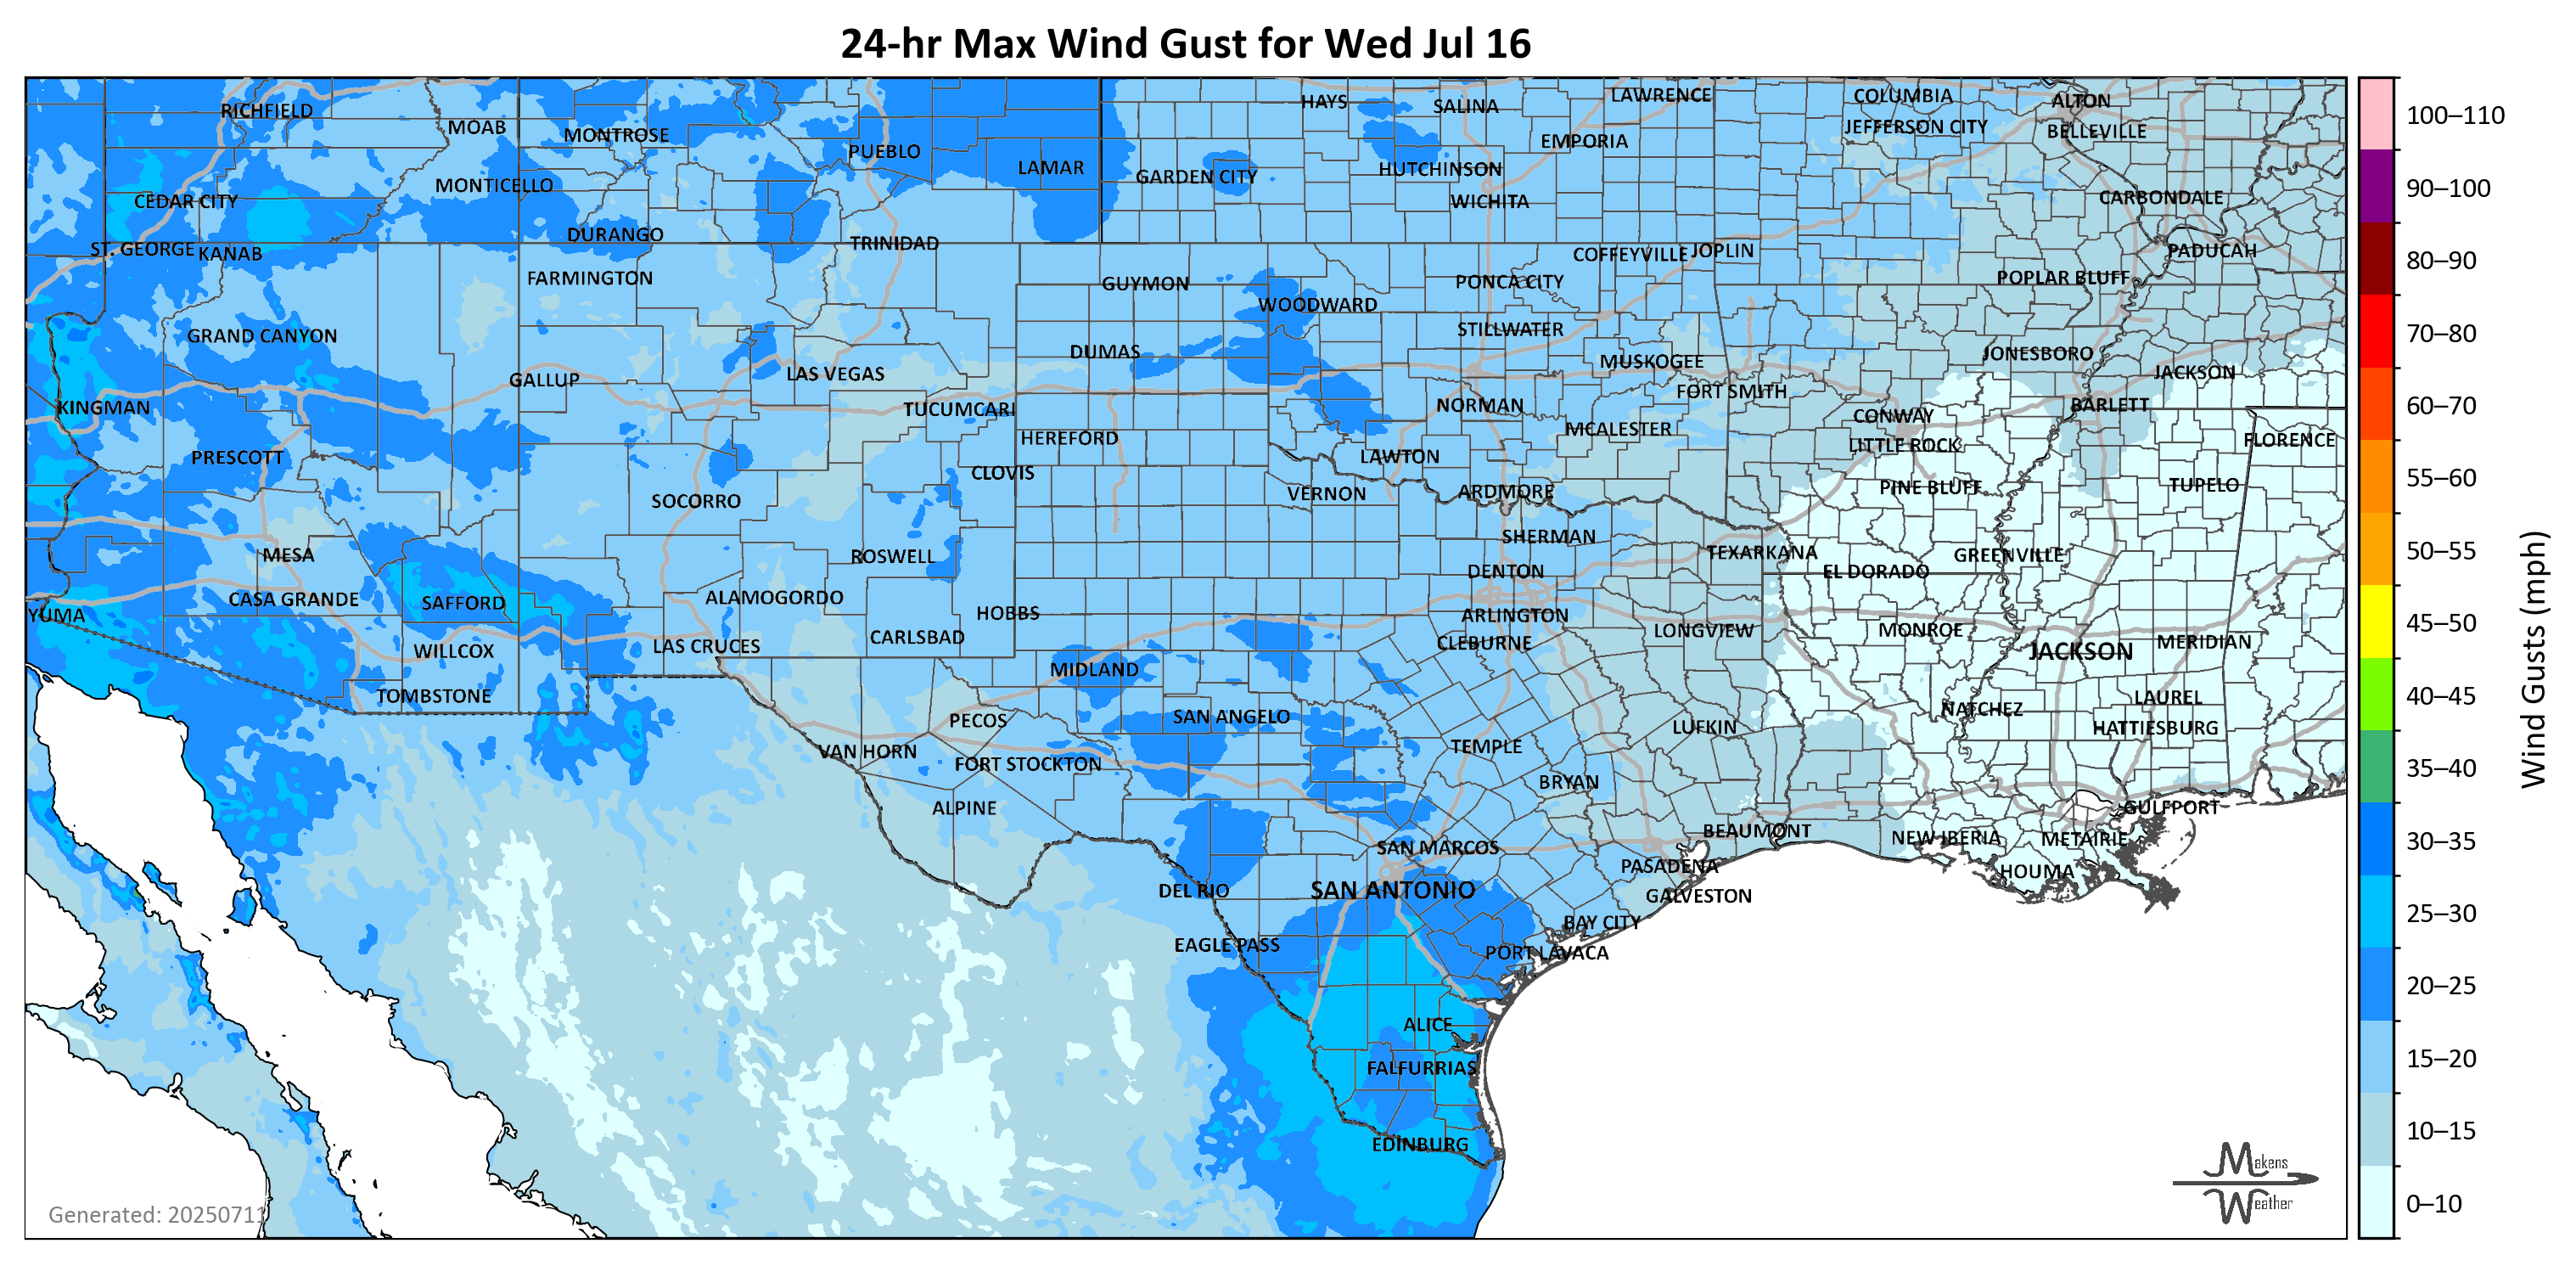 24-hr Max Wind Gust for Wed Jul 16
RICHFIELD
MOAB
MONTROSE
PUEBLO
LAMAR
HAYS
SALINA
LAWRENCE
COLUMBIA
ALTON
EMPORIA
JEFFERSON CITY
BELLEVILLE
MONTICELLO
GARDEN CITY
HUTCHINSON
WICHITA
CARBONDALE
CEDAR CITY
DURANGO
TRINIDAD
ST. GEORGE
KANAB
COFFEYVILLE
JOPLIN
PADUCAH
FARMINGTON
GUYMON
PONCA CITY
POPLAR BLUFF
WOODWARD
GRAND CANYON
STILLWATER
DUMAS
MUSKOGEE
JONESBORO
GALLUP
LAS VEGAS
FORT SMITH
JACKSON
KINGMAN
TUCUMCARI
NORMAN
CONWAY
BARLETT
HEREFORD
MCALESTER
LITTLE ROCK
FLORENCE
PRESCOTT
CLOVIS
LAWTON
SOCORRO
VERNON
ARDMORE
PINE BLUFF
TUPELO
MESA
ROSWELL
SHERMAN
TEXARKANA
GREENVILLE
DENTON
EL DORADO
CASA GRANDE
SAFFORD
ALAMOGORDO
YUMA
HOBBS
ARLINGTON
WILLCOX
LAS CRUCES
CARLSBAD
CLEBURNE
LONGVIEW
MONROE
JACKSON
MERIDIAN
TOMBSTONE
MIDLAND
LAUREL
PECOS
SAN ANGELO
LUFKIN
NATCHEZ
HATTIESBURG
VAN HORN
FORT STOCKTON
TEMPLE
BRYAN
ALPINE
BEAUMONT
GULFPORT
SAN MARCOS
NEW IBERIA
METAIRIE
DEL RIO
SAN ANTONIO
PASADENA
HOUMA
GALVESTON
EAGLE PASS
BAY CITY
PORT LAVACA
ALICE
FALFURRIAS
EDINBURG
Generated: 20250711
Makens
Weather
100–110
90–100
80–90
70–80
60–70
55–60
50–55
45–50
40–45
35–40
30–35
25–30
20–25
15–20
10–15
0–10
Wind Gusts (mph)